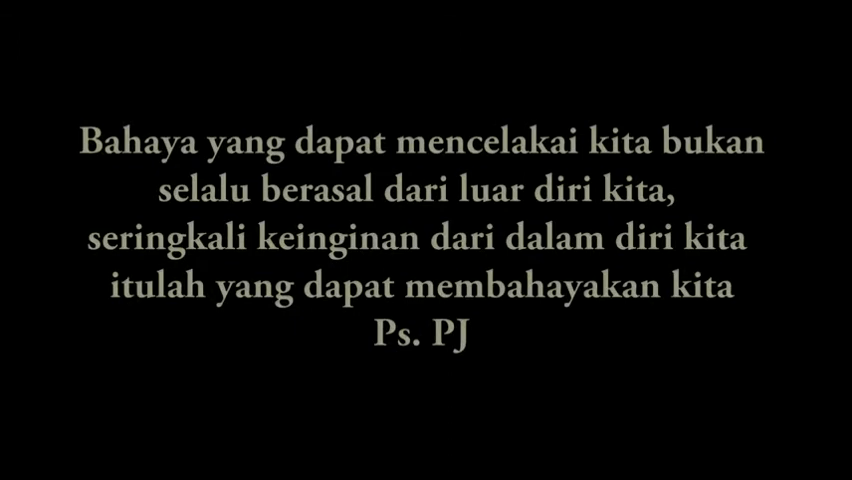 Bahaya yang dapat mencelakai kita bukan
selalu berasal dari luar diri kita,
seringkali keinginan dari dalam diri kita
itulah yang dapat membahayakan kita
Ps. PJ